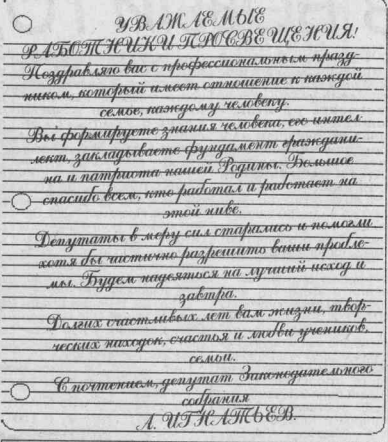 УВАЖАЕМЫЕ
РАБОТНИКИ ПРОСВЕЩЕНИЯ!
Поздравляю вас с профессиональным празд-
ником, который имеет отношение к каждой
семье, каждому человеку.
Вы формируете знания человека, его интел-
лект, закладываете фундамент граждани-
на и патриота нашей Родины. Большое
спасибо всем, кто работал и работает на
этой ниве.
Депутаты в меру сил старались и помогли
хотя бы частично разрешить ваши пробле-
мы. Будем надеяться на лучший исход и
завтра.
Долгих счастливых лет вам жизни, твор-
ческих находок, счастья и любви учеников,
семьи.
С почтением, депутат Законодательного
собрания
А. ИГНАТЬЕВ.